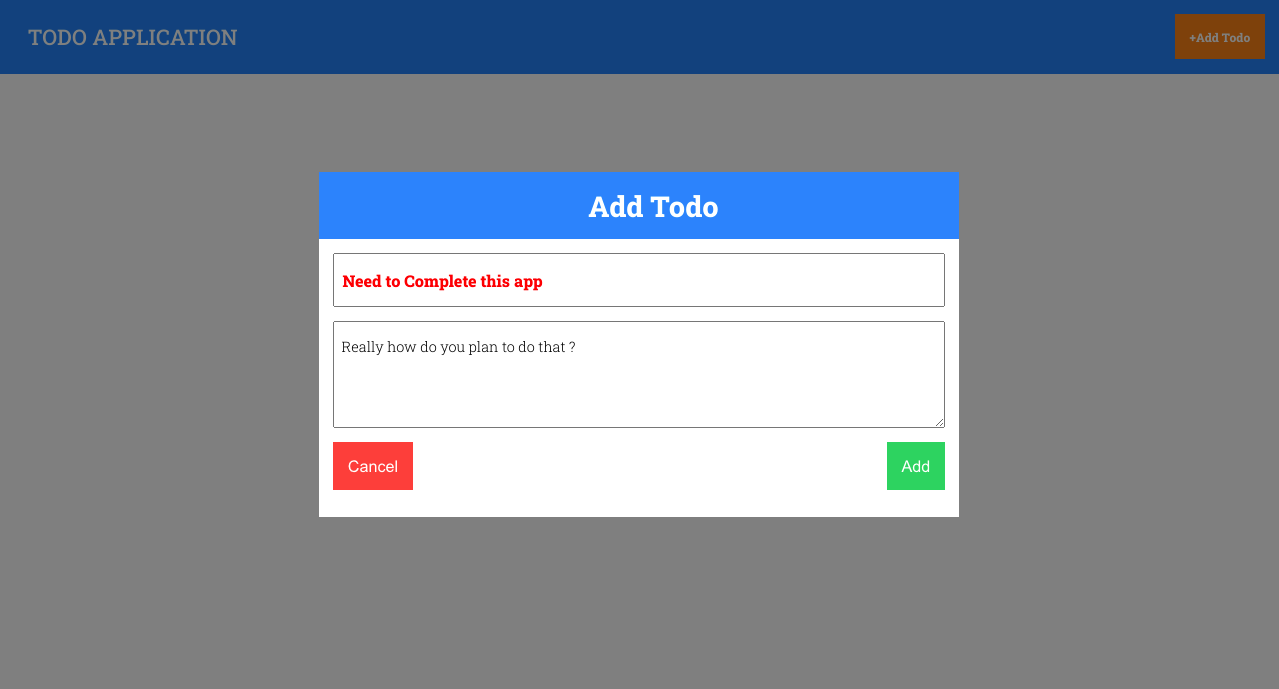 TODO APPLICATION
+Add Todo
Add Todo
Need to Complete this app
Really how do you plan to do that ?
Cancel
Add